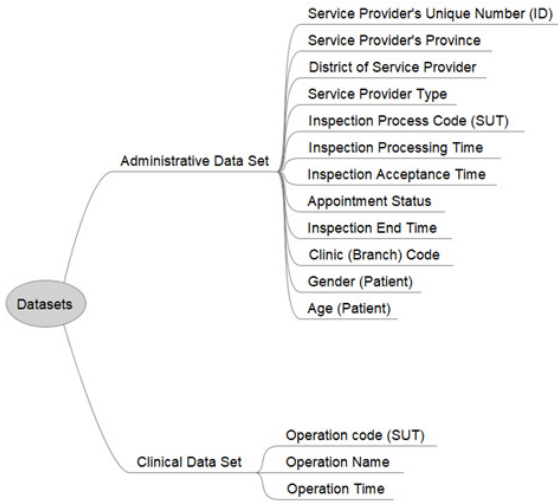 Service Provider's Unique Number (ID)
Service Provider's Province
District of Service Provider
Service Provider Type
Inspection Process Code (SUT)
Administrative Data Set
Inspection Processing Time
Inspection Acceptance Time
Appointment Status
Inspection End Time
Clinic (Branch) Code
Gender (Patient)
Age (Patient)
Datasets
Operation code (SUT)
Clinical Data Set
Operation Name
Operation Time